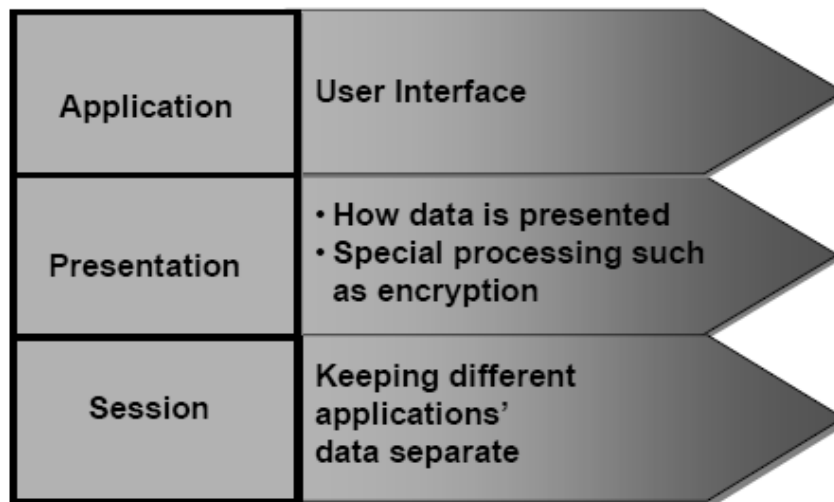 Application
User Interface
Presentation
• How data is presented
• Special processing such
as encryption
Session
Keeping different
applications’
data separate